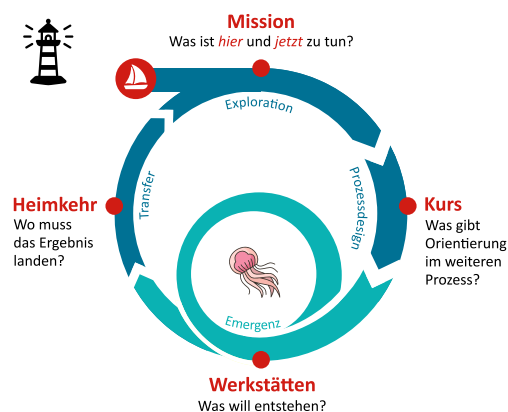 Mission
Was ist hier und jetzt zu tun?
Exploration
Prozessdesign
Kurs
Was gibt
Orientierung
im weiteren
Prozess?
Emergenz
Werkstätten
Was will entstehen?
Transfer
Heimkehr
Wo muss
das Ergebnis
landen?